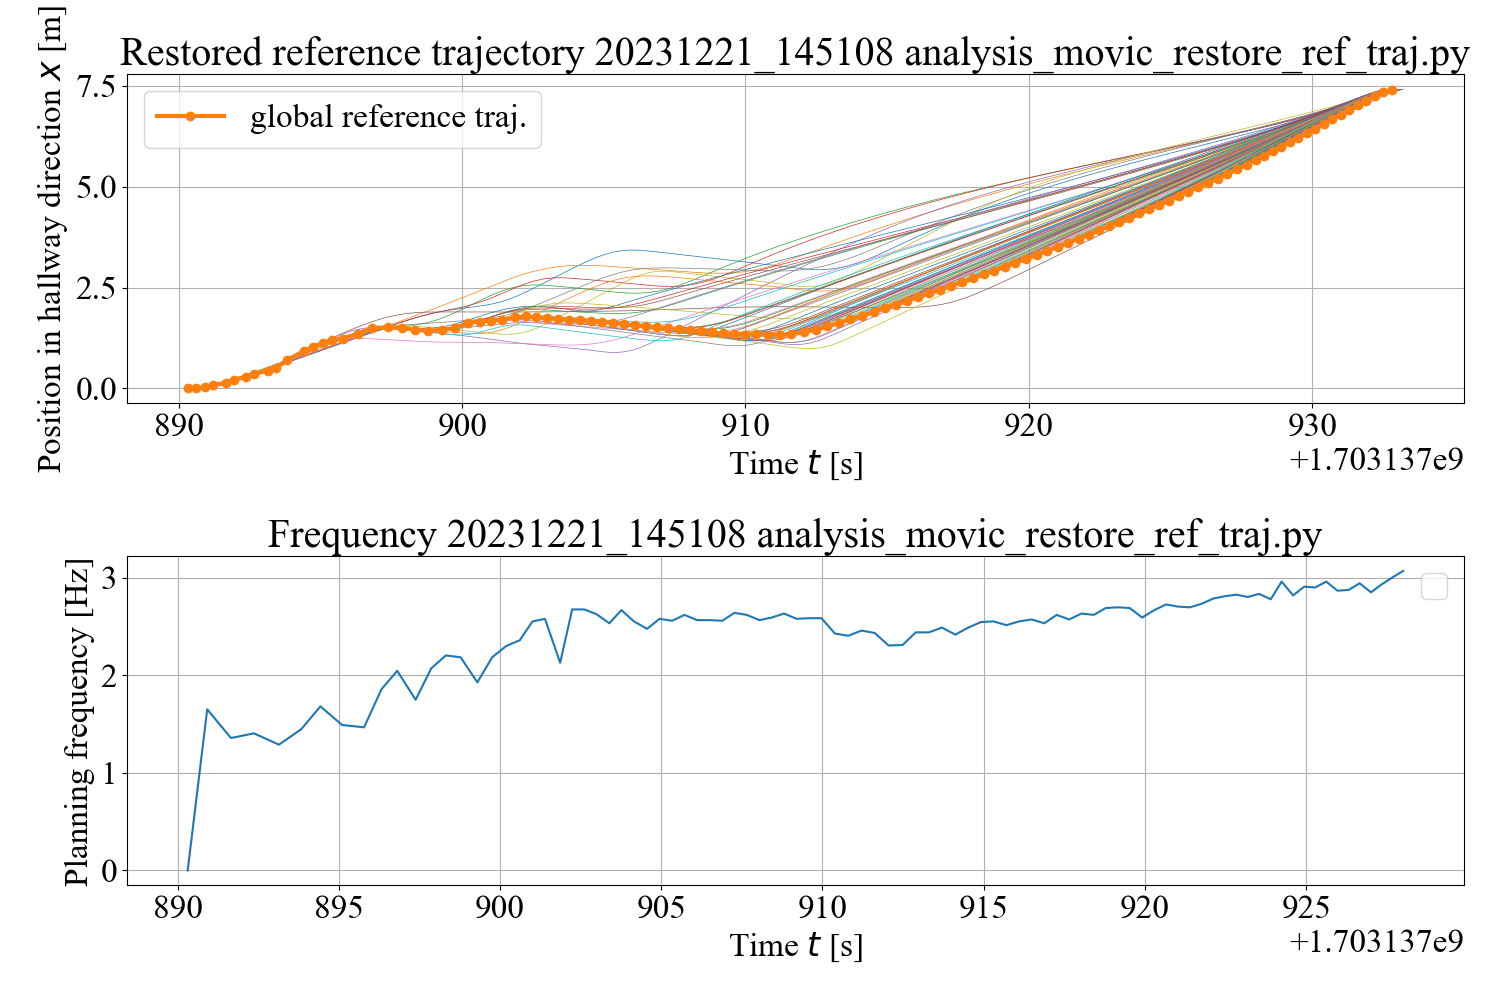 Restored reference trajectory 20231221_145108 analysis_movic_restore_ref_traj.py
Position in hallway direction x [m]
7.5
5.0
2.5
0.0
global reference traj.
890 900 910 920 930
Time t [s]
+1.703137e9
Frequency 20231221_145108 analysis_movic_restore_ref_traj.py
Planning frequency [Hz]
3
2
1
0
890 895 900 905 910 915 920 925
Time t [s]
+1.703137e9